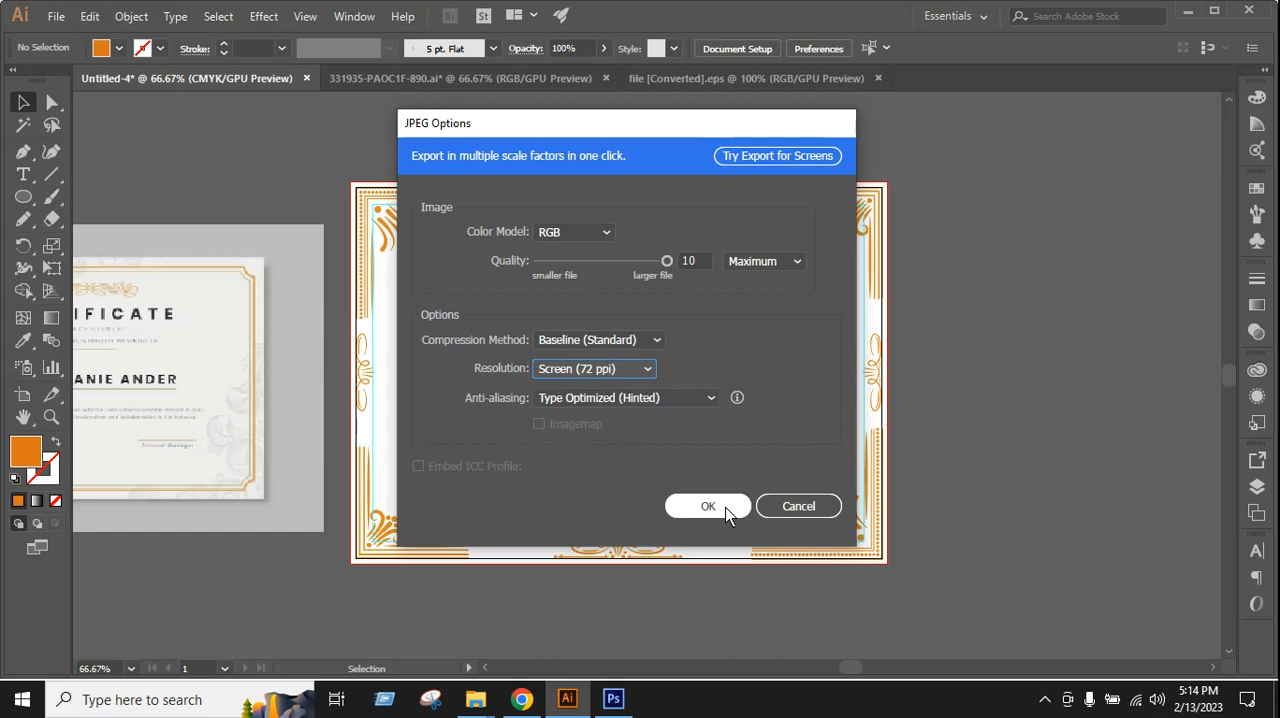 Ai File Edit Object Type Select Effect View Window Help Br St Essentials Search Adobe Stock
No Selection Stroke: 5 pt. Flat Opacity: 100% Style: Document Setup Preferences
Untitled-4* @ 66.67% (CMYK/GPU Preview) × 331935-PAOC1F-890.ai* @ 66.67% (RGB/GPU Preview) × file [Converted].eps @ 100% (RGB/GPU Preview) ×
JPEG Options
Export in multiple scale factors in one click. Try Export for Screens
Image
Color Model: RGB
Quality: 10 Maximum
smaller file larger file
Options
Compression Method: Baseline (Standard)
Resolution: Screen (72 ppi)
Anti-aliasing: Type Optimized (Hinted)
Imagemap
Embed ICC Profile:
OK Cancel
IFICATE
ANIE ANDER
66.67% 1 Selection
Type here to search Ai Ps 5:14 PM
2/13/2023